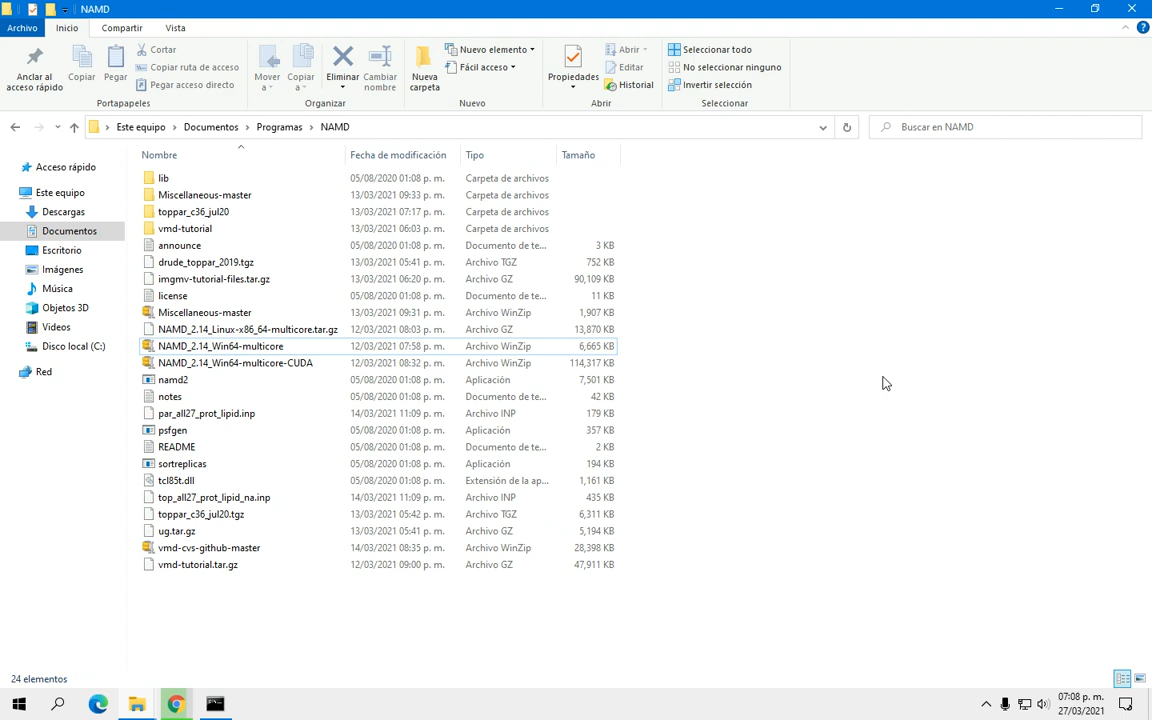 NAMD
Archivo Inicio Compartir Vista
Anclar al acceso rápido
Copiar
Pegar
Cortar
Copiar ruta de acceso
Pegar acceso directo
Portapapeles
Mover a
Copiar a
Eliminar
Cambiar nombre
Organizar
Nueva carpeta
Nuevo elemento
Fácil acceso
Nuevo
Propiedades
Abrir
Editar
Historial
Abrir
Seleccionar todo
No seleccionar ninguno
Invertir selección
Seleccionar
Este equipo > Documentos > Programas > NAMD
Buscar en NAMD
Acceso rápido
Este equipo
Descargas
Documentos
Escritorio
Imágenes
Música
Objetos 3D
Videos
Disco local (C:)
Red
Nombre Fecha de modificación Tipo Tamaño
lib 05/08/2020 01:08 p. m. Carpeta de archivos
Miscellaneous-master 13/03/2021 09:33 p. m. Carpeta de archivos
toppar_c36_jul20 13/03/2021 07:17 p. m. Carpeta de archivos
vmd-tutorial 13/03/2021 06:03 p. m. Carpeta de archivos
announce 05/08/2020 01:08 p. m. Documento de te... 3 KB
drude_toppar_2019.tgz 13/03/2021 05:41 p. m. Archivo TGZ 752 KB
imgmv-tutorial-files.tar.gz 13/03/2021 06:20 p. m. Archivo GZ 90,109 KB
license 05/08/2020 01:08 p. m. Documento de te... 11 KB
Miscellaneous-master 13/03/2021 09:31 p. m. Archivo WinZip 1,907 KB
NAMD_2.14_Linux-x86_64-multicore.tar.gz 12/03/2021 08:03 p. m. Archivo GZ 13,870 KB
NAMD_2.14_Win64-multicore 12/03/2021 07:58 p. m. Archivo WinZip 6,665 KB
NAMD_2.14_Win64-multicore-CUDA 12/03/2021 08:32 p. m. Archivo WinZip 114,317 KB
namd2 05/08/2020 01:08 p. m. Aplicación 7,501 KB
notes 05/08/2020 01:08 p. m. Documento de te... 42 KB
par_all27_prot_lipid.inp 14/03/2021 11:09 p. m. Archivo INP 179 KB
psfgen 05/08/2020 01:08 p. m. Aplicación 357 KB
README 05/08/2020 01:08 p. m. Documento de te... 2 KB
sortreplicas 05/08/2020 01:08 p. m. Aplicación 194 KB
tcl85t.dll 05/08/2020 01:08 p. m. Extensión de la ap... 1,161 KB
top_all27_prot_lipid_na.inp 14/03/2021 11:09 p. m. Archivo INP 435 KB
toppar_c36_jul20.tgz 13/03/2021 05:42 p. m. Archivo TGZ 6,311 KB
ug.tar.gz 13/03/2021 05:41 p. m. Archivo GZ 5,194 KB
vmd-cvs-github-master 14/03/2021 08:35 p. m. Archivo WinZip 28,398 KB
vmd-tutorial.tar.gz 12/03/2021 09:00 p. m. Archivo GZ 47,911 KB
24 elementos
07:08 p. m.
27/03/2021